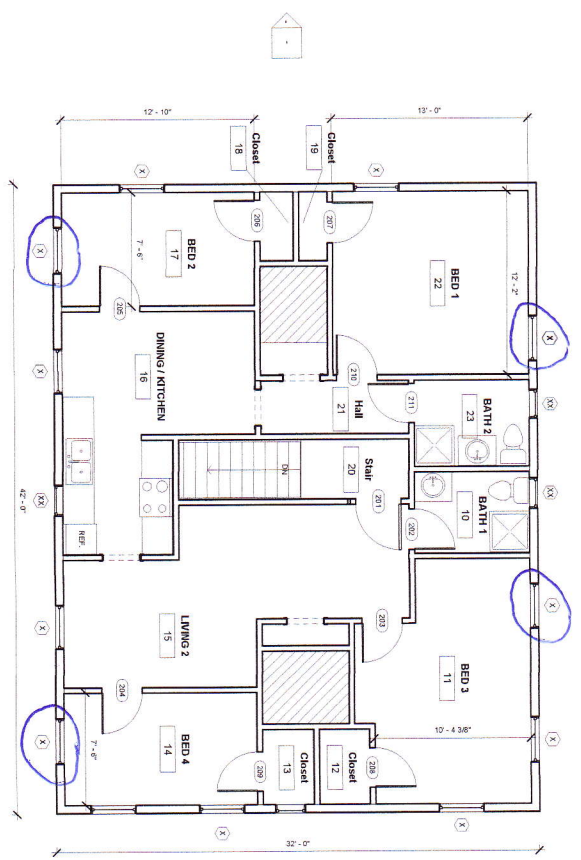 12' - 10"
13' - 0"
Closet
18
Closet
19
X
X
BED 2
17
206
7' - 6"
X
205
207
BED 1
22
12' - 2"
X
DINING / KITCHEN
16
X
210
Hall
21
211
BATH 2
23
XX
Stair
20
DN
201
XX
REF.
202
BATH 1
10
XX
42' - 0"
LIVING 2
15
X
203
X
204
BED 3
11
10' - 4 3/8"
X
BED 4
14
7' - 6"
X
209
Closet
13
Closet
12
208
X
X
32' - 0"